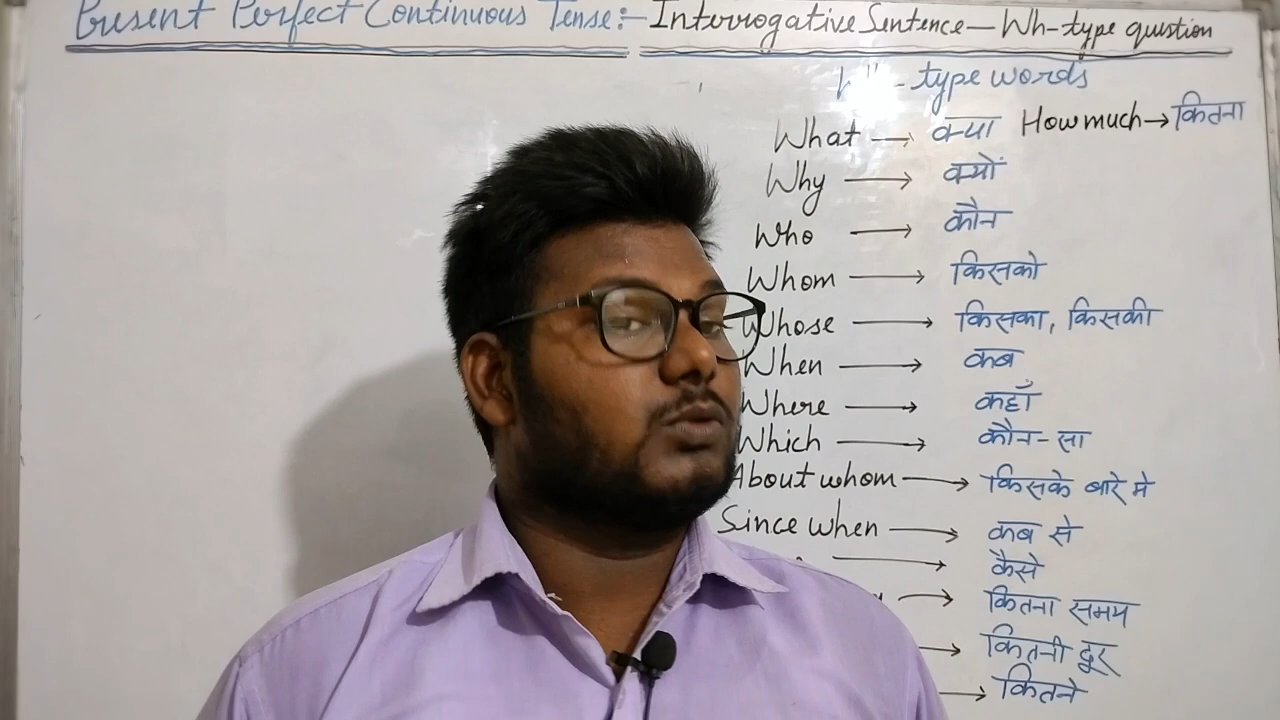 Present Perfect Continuous Tense:- Interrogative Sentence - Wh-type question
-type words
What → क्या How much → कितना
Why → क्यों
Who → कौन
Whom → किसको
Whose → किसका, किसकी
When → कब
Where → कहाँ
Which → कौन-सा
About whom → किसके बारे मे
Since when → कब से
→ कैसे
→ कितना समय
→ कितनी दूर
→ कितने